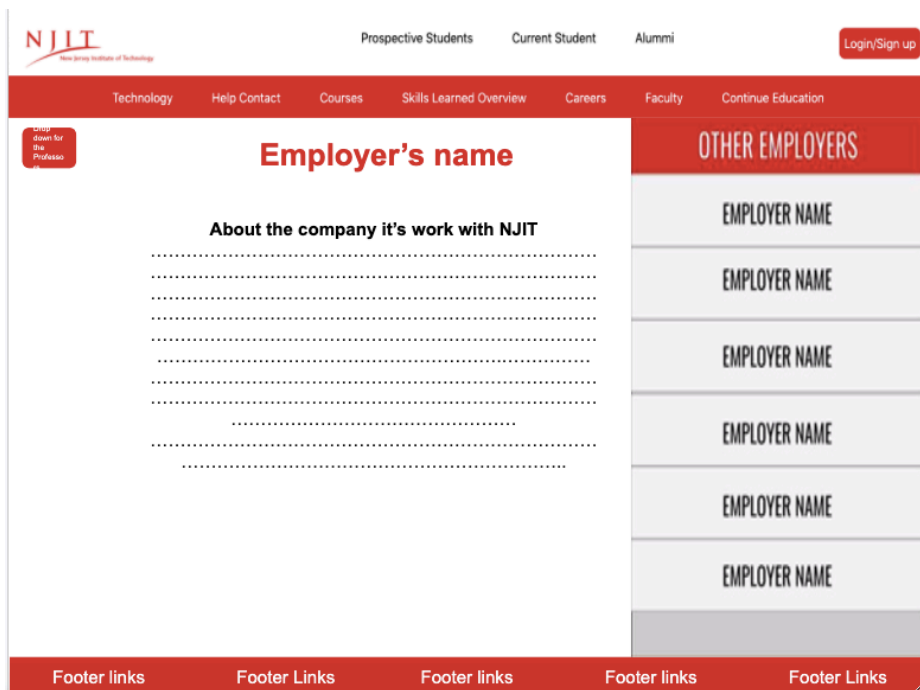 NJIT
New Jersey Institute of Technology
Prospective Students Current Student Alummi
Login/Sign up
Technology Help Contact Courses Skills Learned Overview Careers Faculty Continue Education
Drop
down for
the
Professo
Employer’s name
About the company it’s work with NJIT
………………………………………………………………….
………………………………………………………………….
………………………………………………………………….
………………………………………………………………….
………………………………………………………………….
……………………………………………………………….
………………………………………………………………….
………………………………………………………………….
…………………………………………
………………………………………………………………….
………………………………………………………..
OTHER EMPLOYERS
EMPLOYER NAME
EMPLOYER NAME
EMPLOYER NAME
EMPLOYER NAME
EMPLOYER NAME
EMPLOYER NAME
Footer links Footer Links Footer links Footer links Footer Links